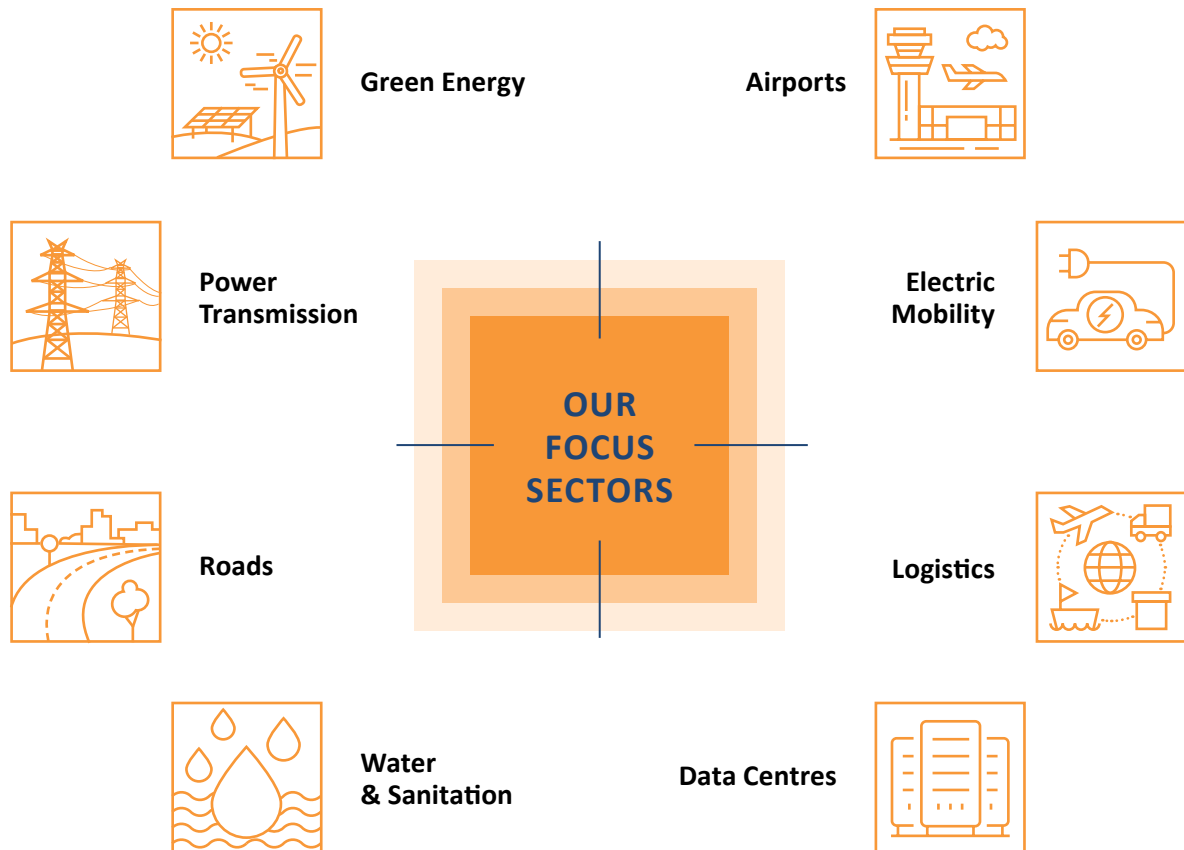 Green Energy
Airports
Power
Transmission
Electric
Mobility
OUR
FOCUS
SECTORS
Roads
Logistics
Water
& Sanitation
Data Centres